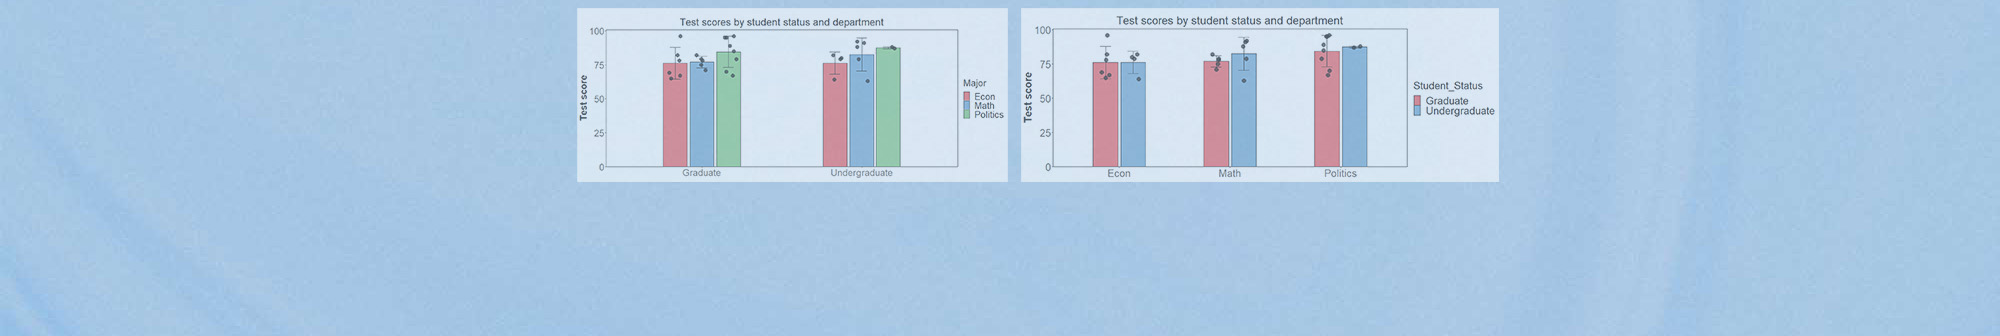 Test scores by student status and department
100
75
50
25
0
Test score
Graduate
Undergraduate
Major
Econ
Math
Politics
Test scores by student status and department
100
75
50
25
0
Test score
Econ
Math
Politics
Student_Status
Graduate
Undergraduate